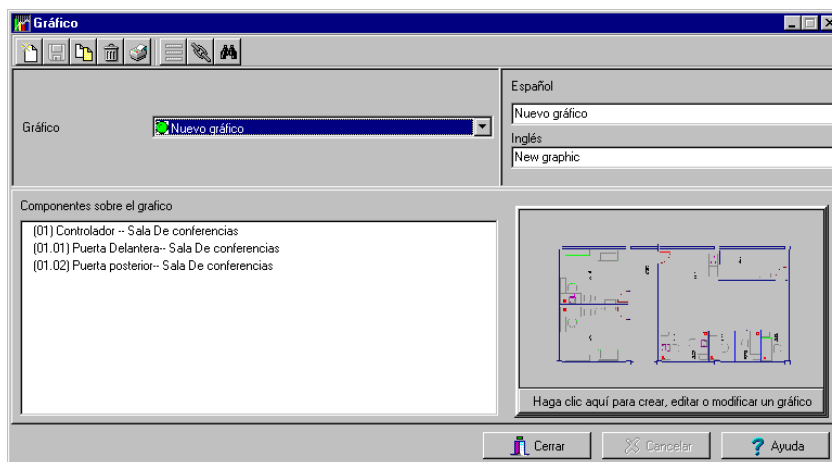 Gráfico
Español
Gráfico
Nuevo gráfico
Nuevo gráfico
Inglés
New graphic
Componentes sobre el grafico
(01) Controlador -- Sala De conferencias
(01.01) Puerta Delantera-- Sala De conferencias
(01.02) Puerta posterior-- Sala De conferencias
Haga clic aquí para crear, editar o modificar un gráfico
Cerrar
Cancelar
Ayuda